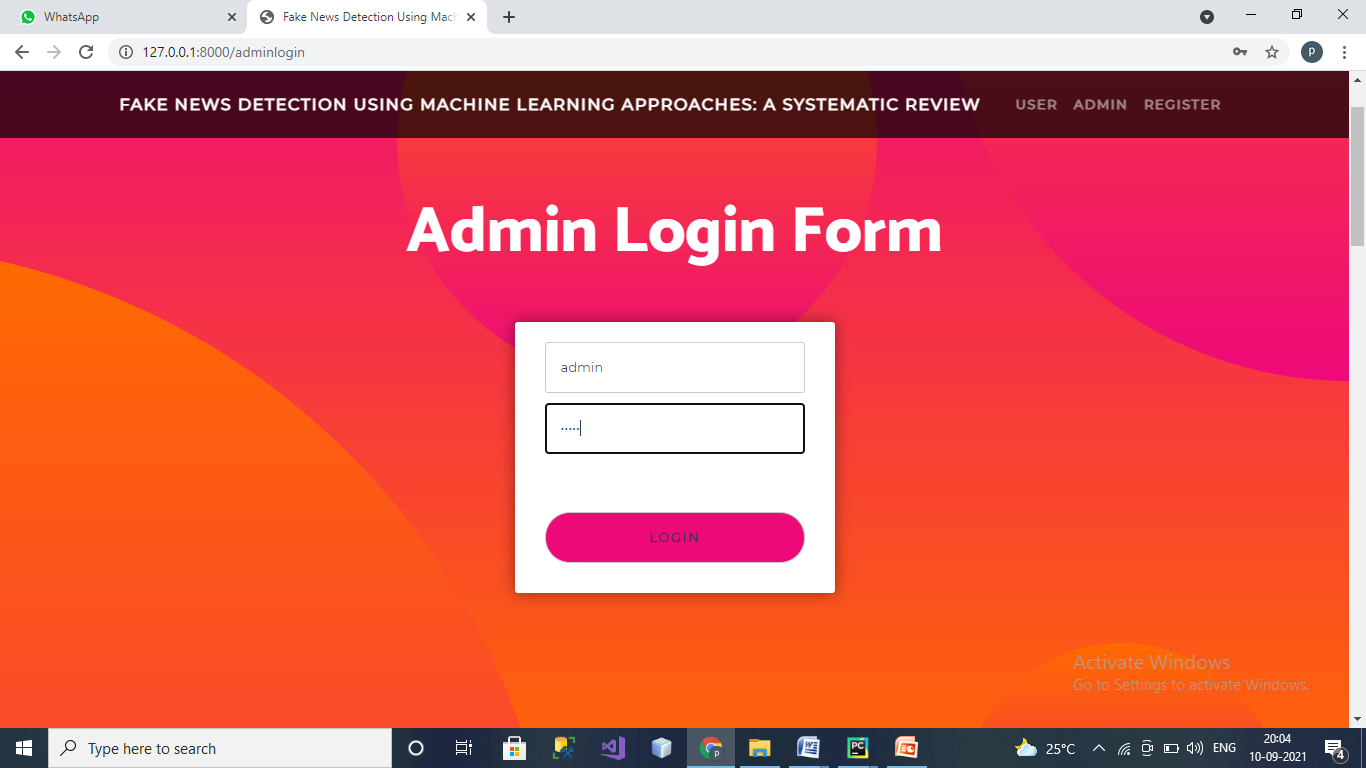 WhatsApp
Fake News Detection Using Mach
127.0.0.1:8000/adminlogin
P
FAKE NEWS DETECTION USING MACHINE LEARNING APPROACHES: A SYSTEMATIC REVIEW
USER ADMIN REGISTER
Admin Login Form
admin
•••••
LOGIN
Activate Windows
Go to Settings to activate Windows.
Type here to search
25°C
ENG
20:04
10-09-2021
4